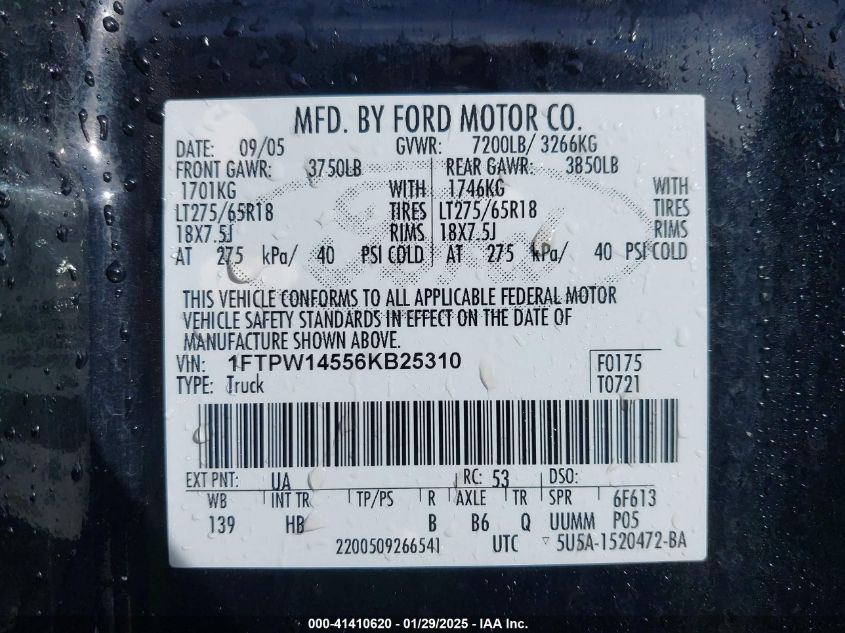 MFD. BY FORD MOTOR CO.
DATE: 09/05 GVWR: 7200LB/ 3266KG
FRONT GAWR: 3750LB REAR GAWR: 3850LB
1701KG WITH 1746KG WITH
LT275/65R18 TIRES LT275/65R18 TIRES
18X7.5J RIMS 18X7.5J RIMS
AT 275 kPa/ 40 PSI COLD AT 275 kPa/ 40 PSI COLD
THIS VEHICLE CONFORMS TO ALL APPLICABLE FEDERAL MOTOR
VEHICLE SAFETY STANDARDS IN EFFECT ON THE DATE OF
MANUFACTURE SHOWN ABOVE.
VIN: 1FTPW14556KB25310 F0175
TYPE: Truck T0721
EXT PNT: UA RC: 53 DSO:
WB INT TR TP/PS R AXLE TR SPR 6F613
139 HB B B6 Q UUMM P05
2200509266541 UTC ▽ 5U5A-1520472-BA
000-41410620 - 01/29/2025 - IAA Inc.